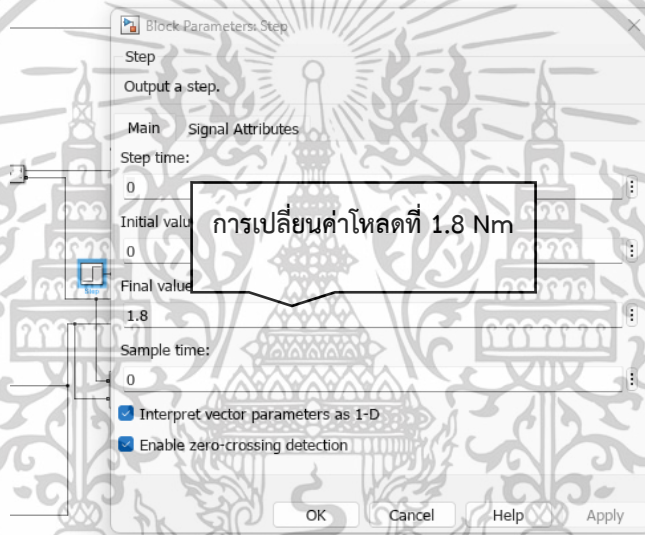 Block Parameters: Step
Step
Output a step.
Main Signal Attributes
Step time:
0
การเปลี่ยนค่าโหลดที่ 1.8 Nm
Initial valu
0
Final value
1.8
Sample time:
0
Interpret vector parameters as 1-D
Enable zero-crossing detection
OK Cancel Help Apply